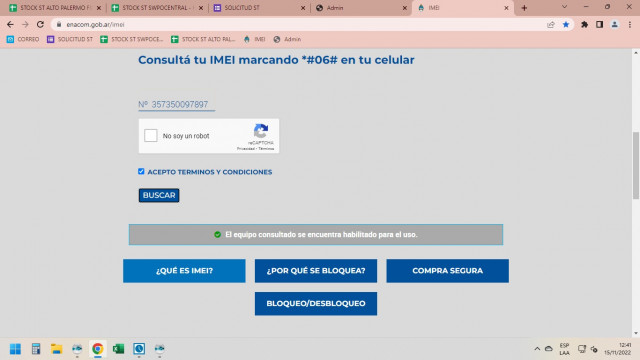 STOCK ST ALTO PALERMO F
STOCK ST SWPOCENTRAL -
SOLICITUD ST
Admin
IMEI
enacom.gob.ar/imei
CORREO
SOLICITUD ST
STOCK ST SWPOCE...
STOCK ST ALTO PAL...
IMEI
Admin
Consultá tu IMEI marcando *#06# en tu celular
Nº 357350097897
No soy un robot
reCAPTCHA
Privacidad - Términos
ACEPTO TERMINOS Y CONDICIONES
BUSCAR
El equipo consultado se encuentra habilitado para el uso.
¿QUÉ ES IMEI?
¿POR QUÉ SE BLOQUEA?
COMPRA SEGURA
BLOQUEO/DESBLOQUEO
ESP
LAA
12:41
15/11/2022